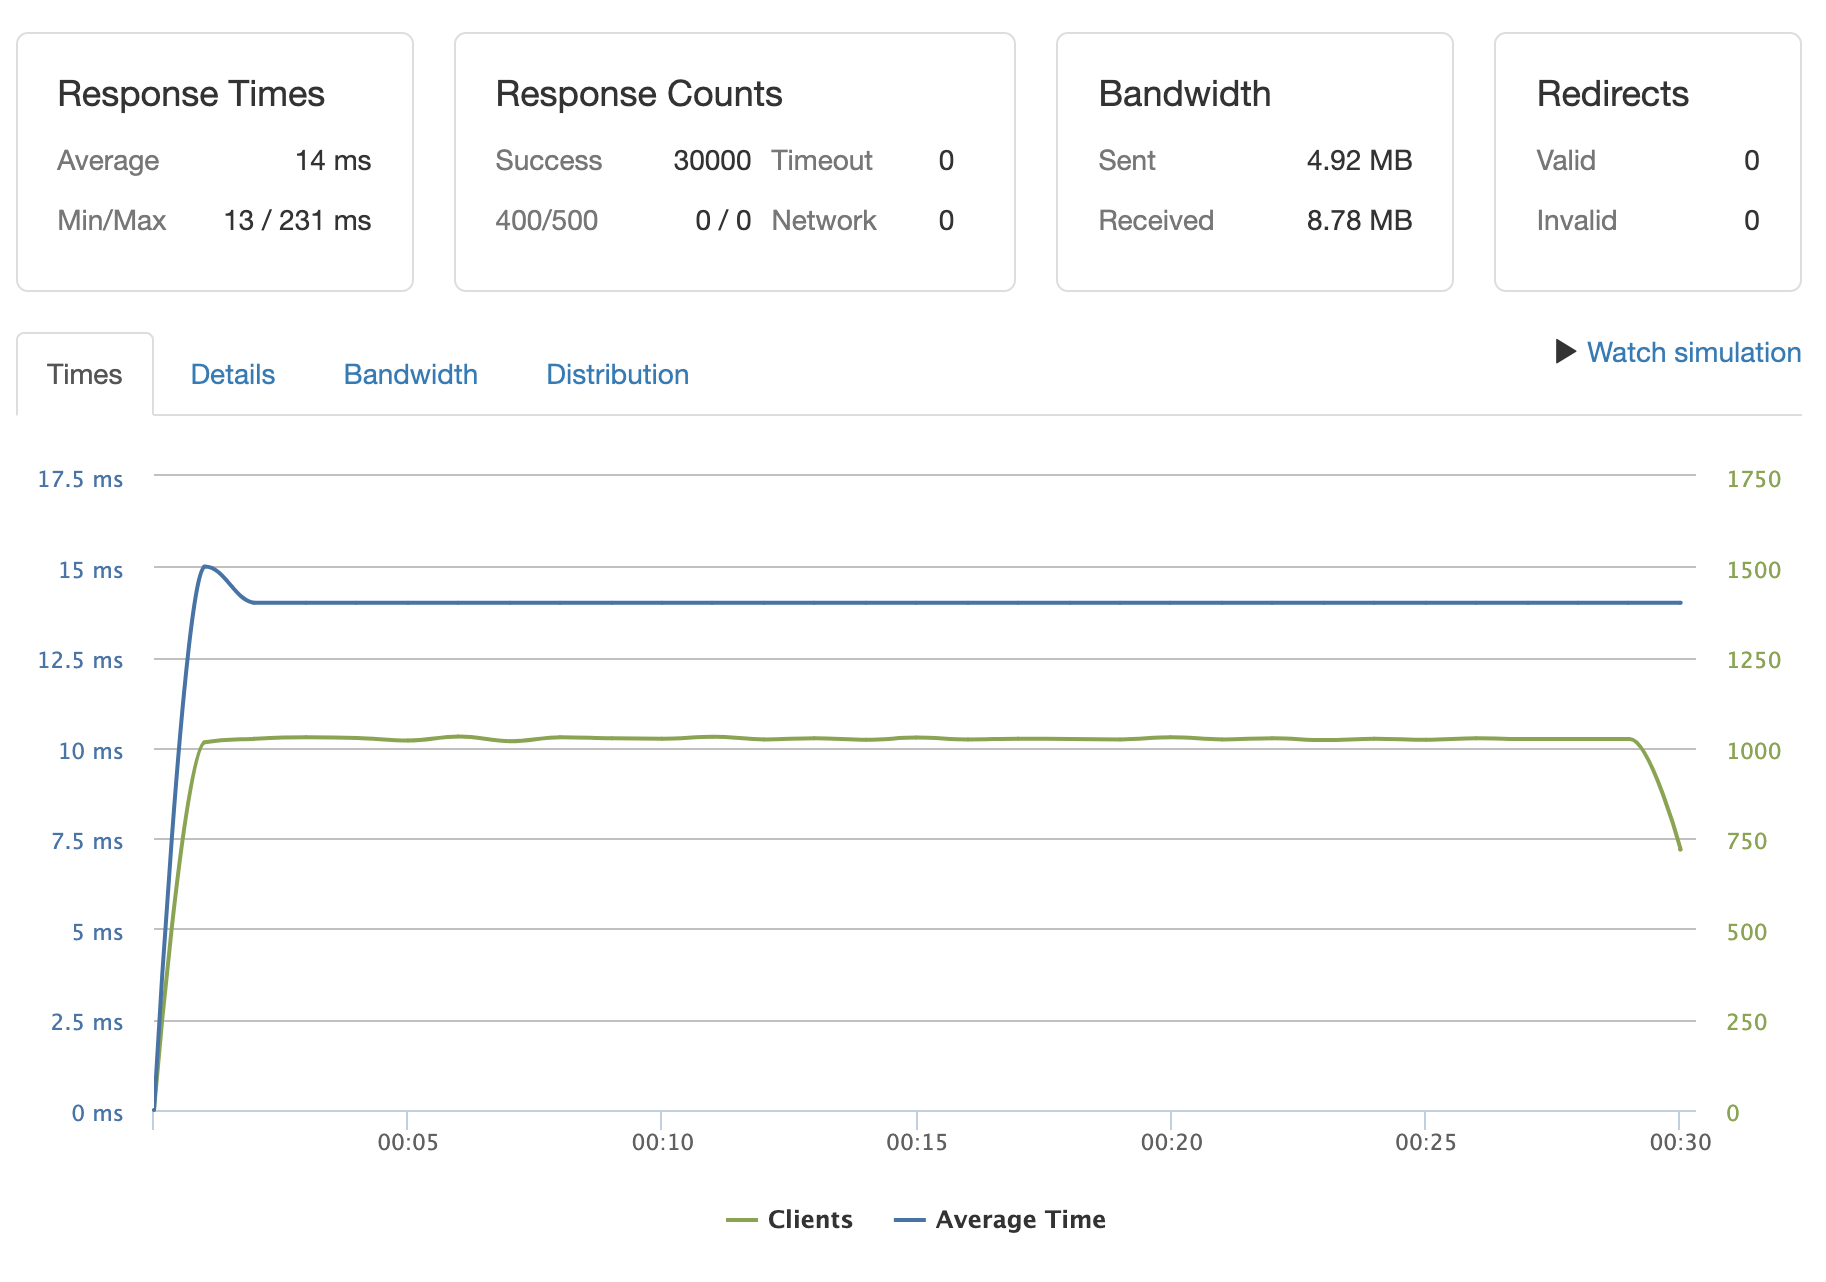 Response Times
Average 14 ms
Min/Max 13 / 231 ms
Response Counts
Success 30000 Timeout 0
400/500 0 / 0 Network 0
Bandwidth
Sent 4.92 MB
Received 8.78 MB
Redirects
Valid 0
Invalid 0
Times Details Bandwidth Distribution
Watch simulation
17.5 ms 1750
15 ms 1500
12.5 ms 1250
10 ms 1000
7.5 ms 750
5 ms 500
2.5 ms 250
0 ms 0
00:05 00:10 00:15 00:20 00:25 00:30
Clients Average Time